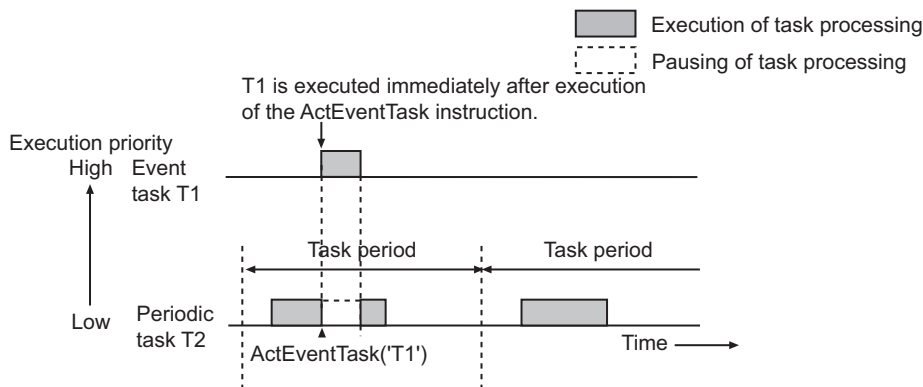 Execution of task processing
Pausing of task processing
T1 is executed immediately after execution
of the ActEventTask instruction.
Execution priority
High
Event
task T1
Task period
Task period
Low
Periodic
task T2
ActEventTask('T1')
Time